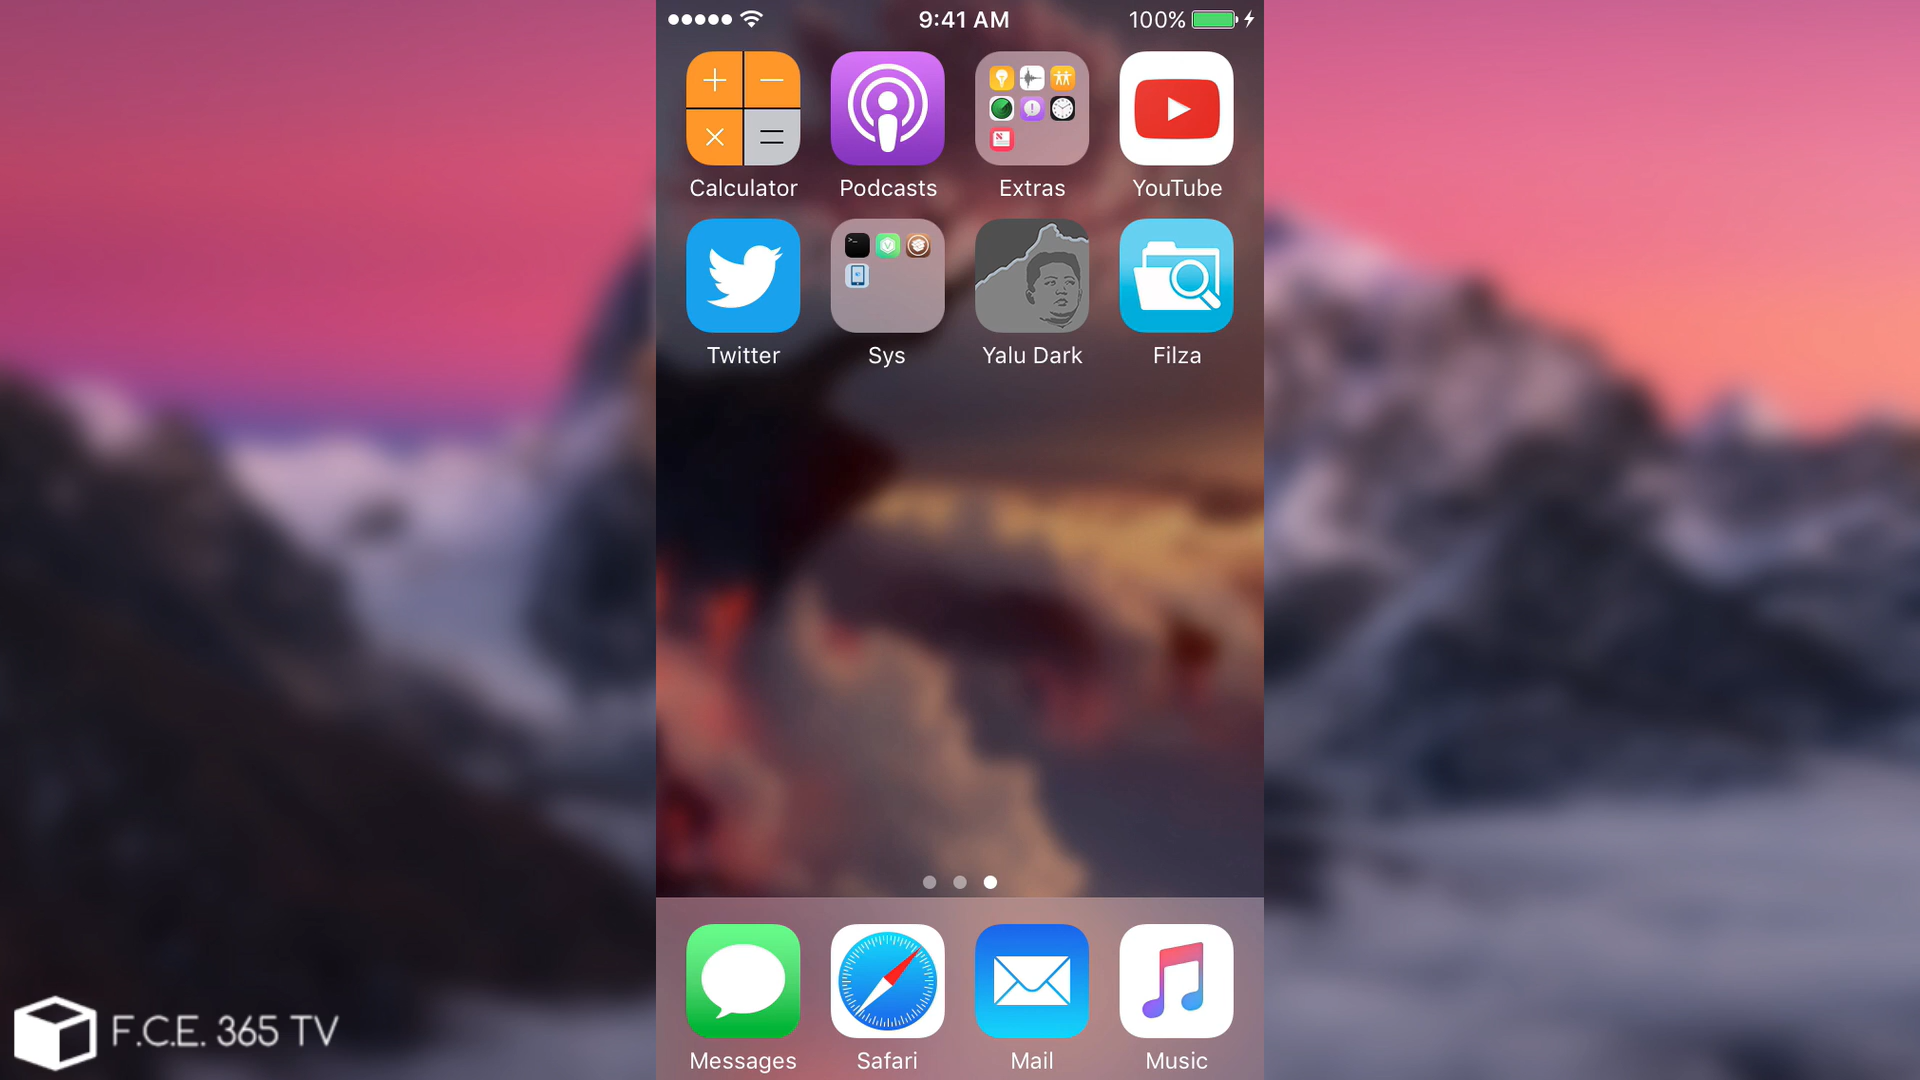 9:41 AM
100%
Calculator
Podcasts
Extras
YouTube
Twitter
Sys
Yalu Dark
Filza
Messages
Safari
Mail
Music
F.C.E. 365 TV